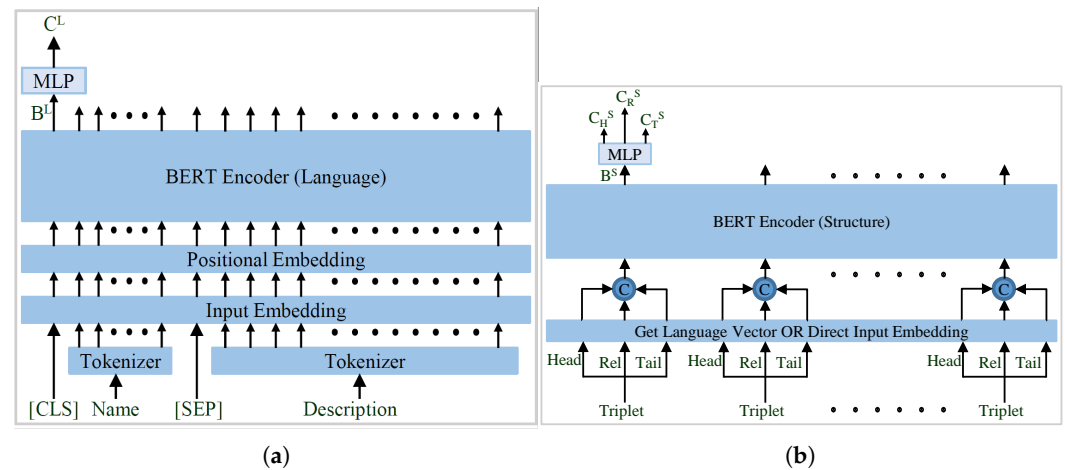 C^L
MLP
B^L
BERT Encoder (Language)
Positional Embedding
Input Embedding
Tokenizer Tokenizer
[CLS] Name [SEP] Description
(a)
C_R^S
C_H^S C_T^S
MLP
B^S
BERT Encoder (Structure)
C C C
Get Language Vector OR Direct Input Embedding
Head Rel Tail Head Rel Tail Head Rel Tail
Triplet Triplet Triplet
(b)